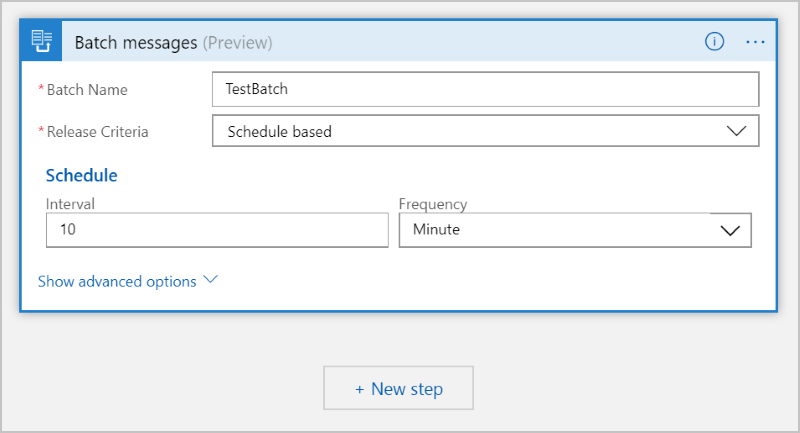 Batch messages (Preview)
* Batch Name
TestBatch
* Release Criteria
Schedule based
Schedule
Interval
Frequency
10
Minute
Show advanced options
+ New step